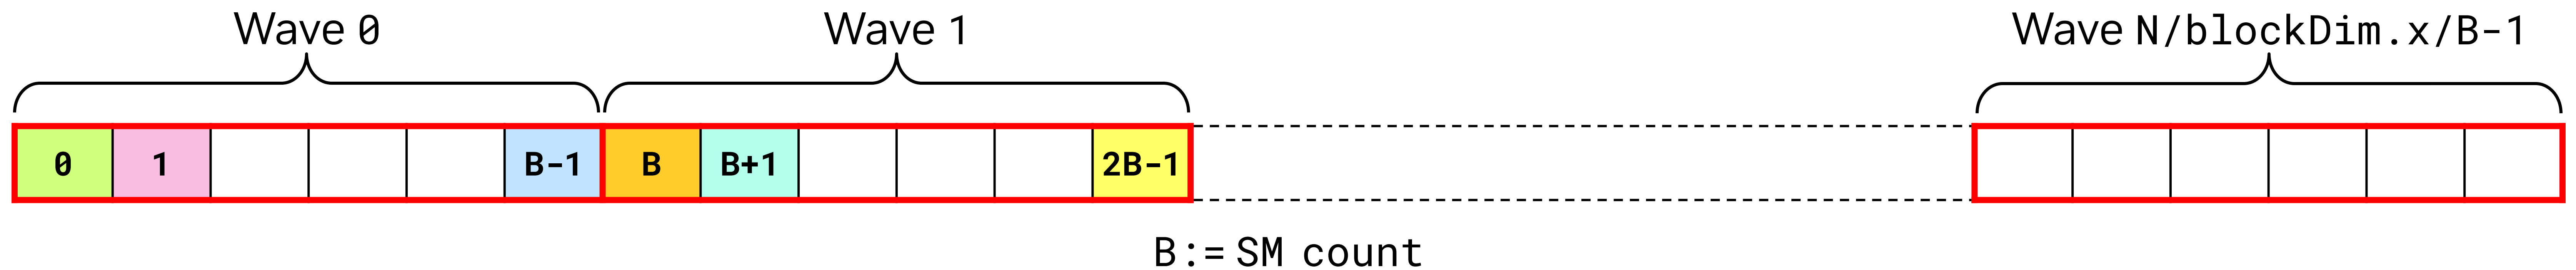 Wave 0 Wave 1 Wave N/blockDim.x/B-1
0 1 B-1 B B+1 2B-1
B:= SM count